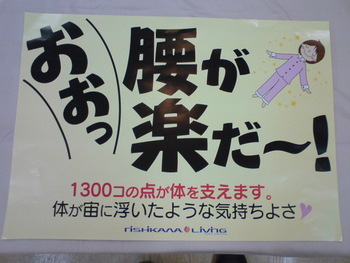 おおっ
腰が
楽だ～!
1300コの点が体を支えます。
体が宙に浮いたような気持ちよさ
nishikawa Living